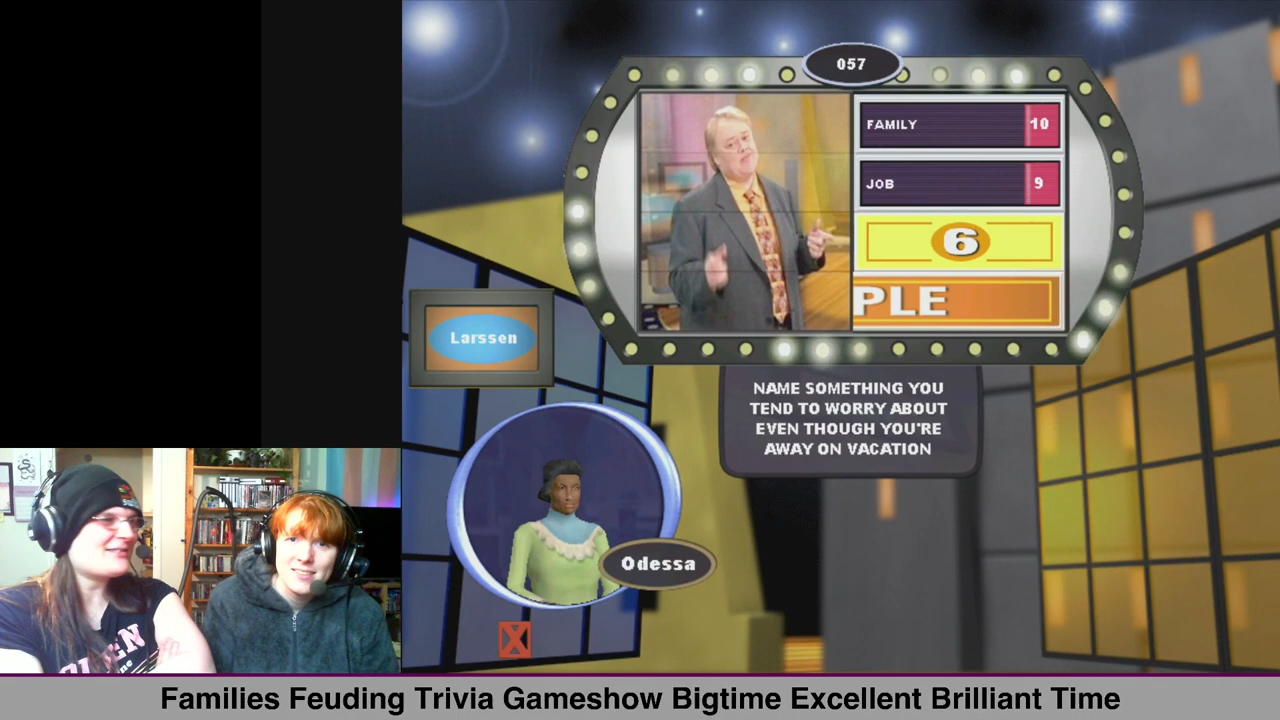 057
FAMILY 10
JOB 9
6
PLE
Larssen
NAME SOMETHING YOU
TEND TO WORRY ABOUT
EVEN THOUGH YOU'RE
AWAY ON VACATION
Odessa
X
Families Feuding Trivia Gameshow Bigtime Excellent Brilliant Time